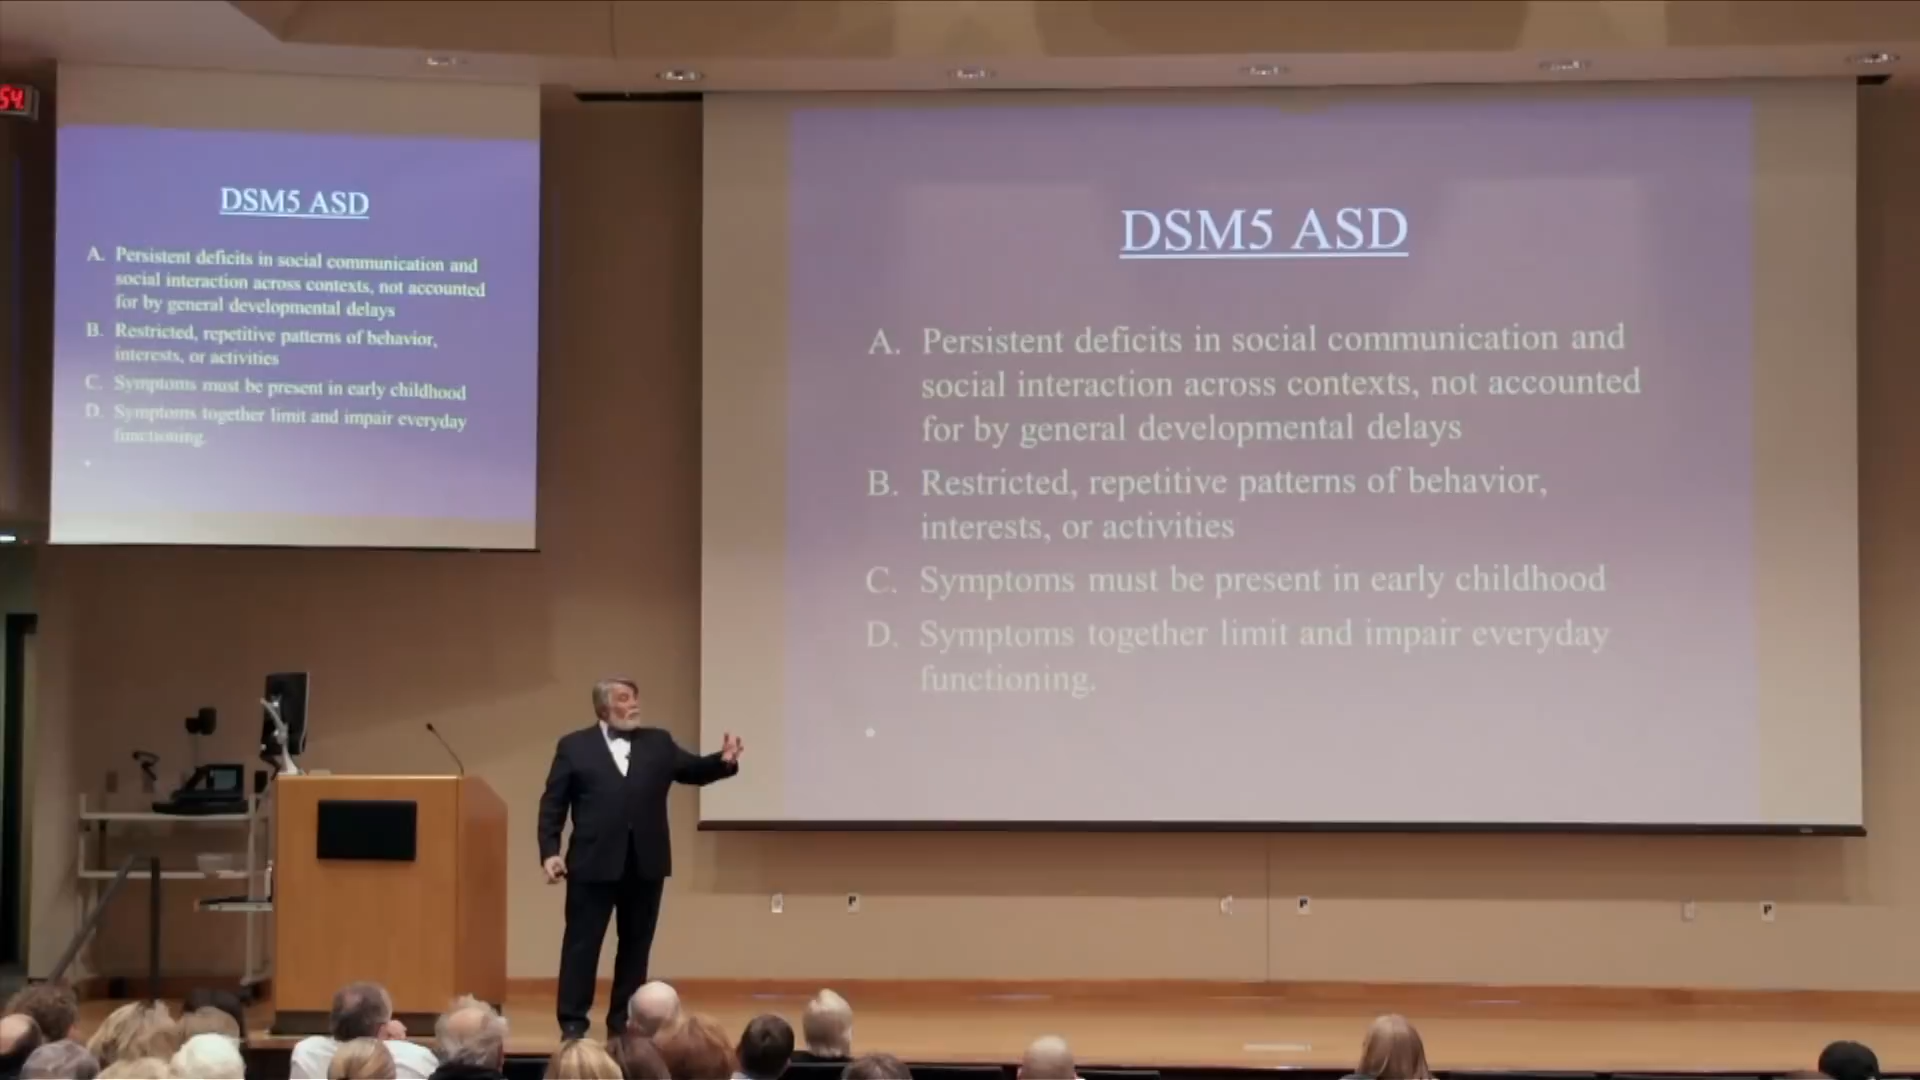 54
DSM5 ASD
A. Persistent deficits in social communication and
social interaction across contexts, not accounted
for by general developmental delays
B. Restricted, repetitive patterns of behavior,
interests, or activities
C. Symptoms must be present in early childhood
D. Symptoms together limit and impair everyday
functioning.
DSM5 ASD
A. Persistent deficits in social communication and
social interaction across contexts, not accounted
for by general developmental delays
B. Restricted, repetitive patterns of behavior,
interests, or activities
C. Symptoms must be present in early childhood
D. Symptoms together limit and impair everyday
functioning.